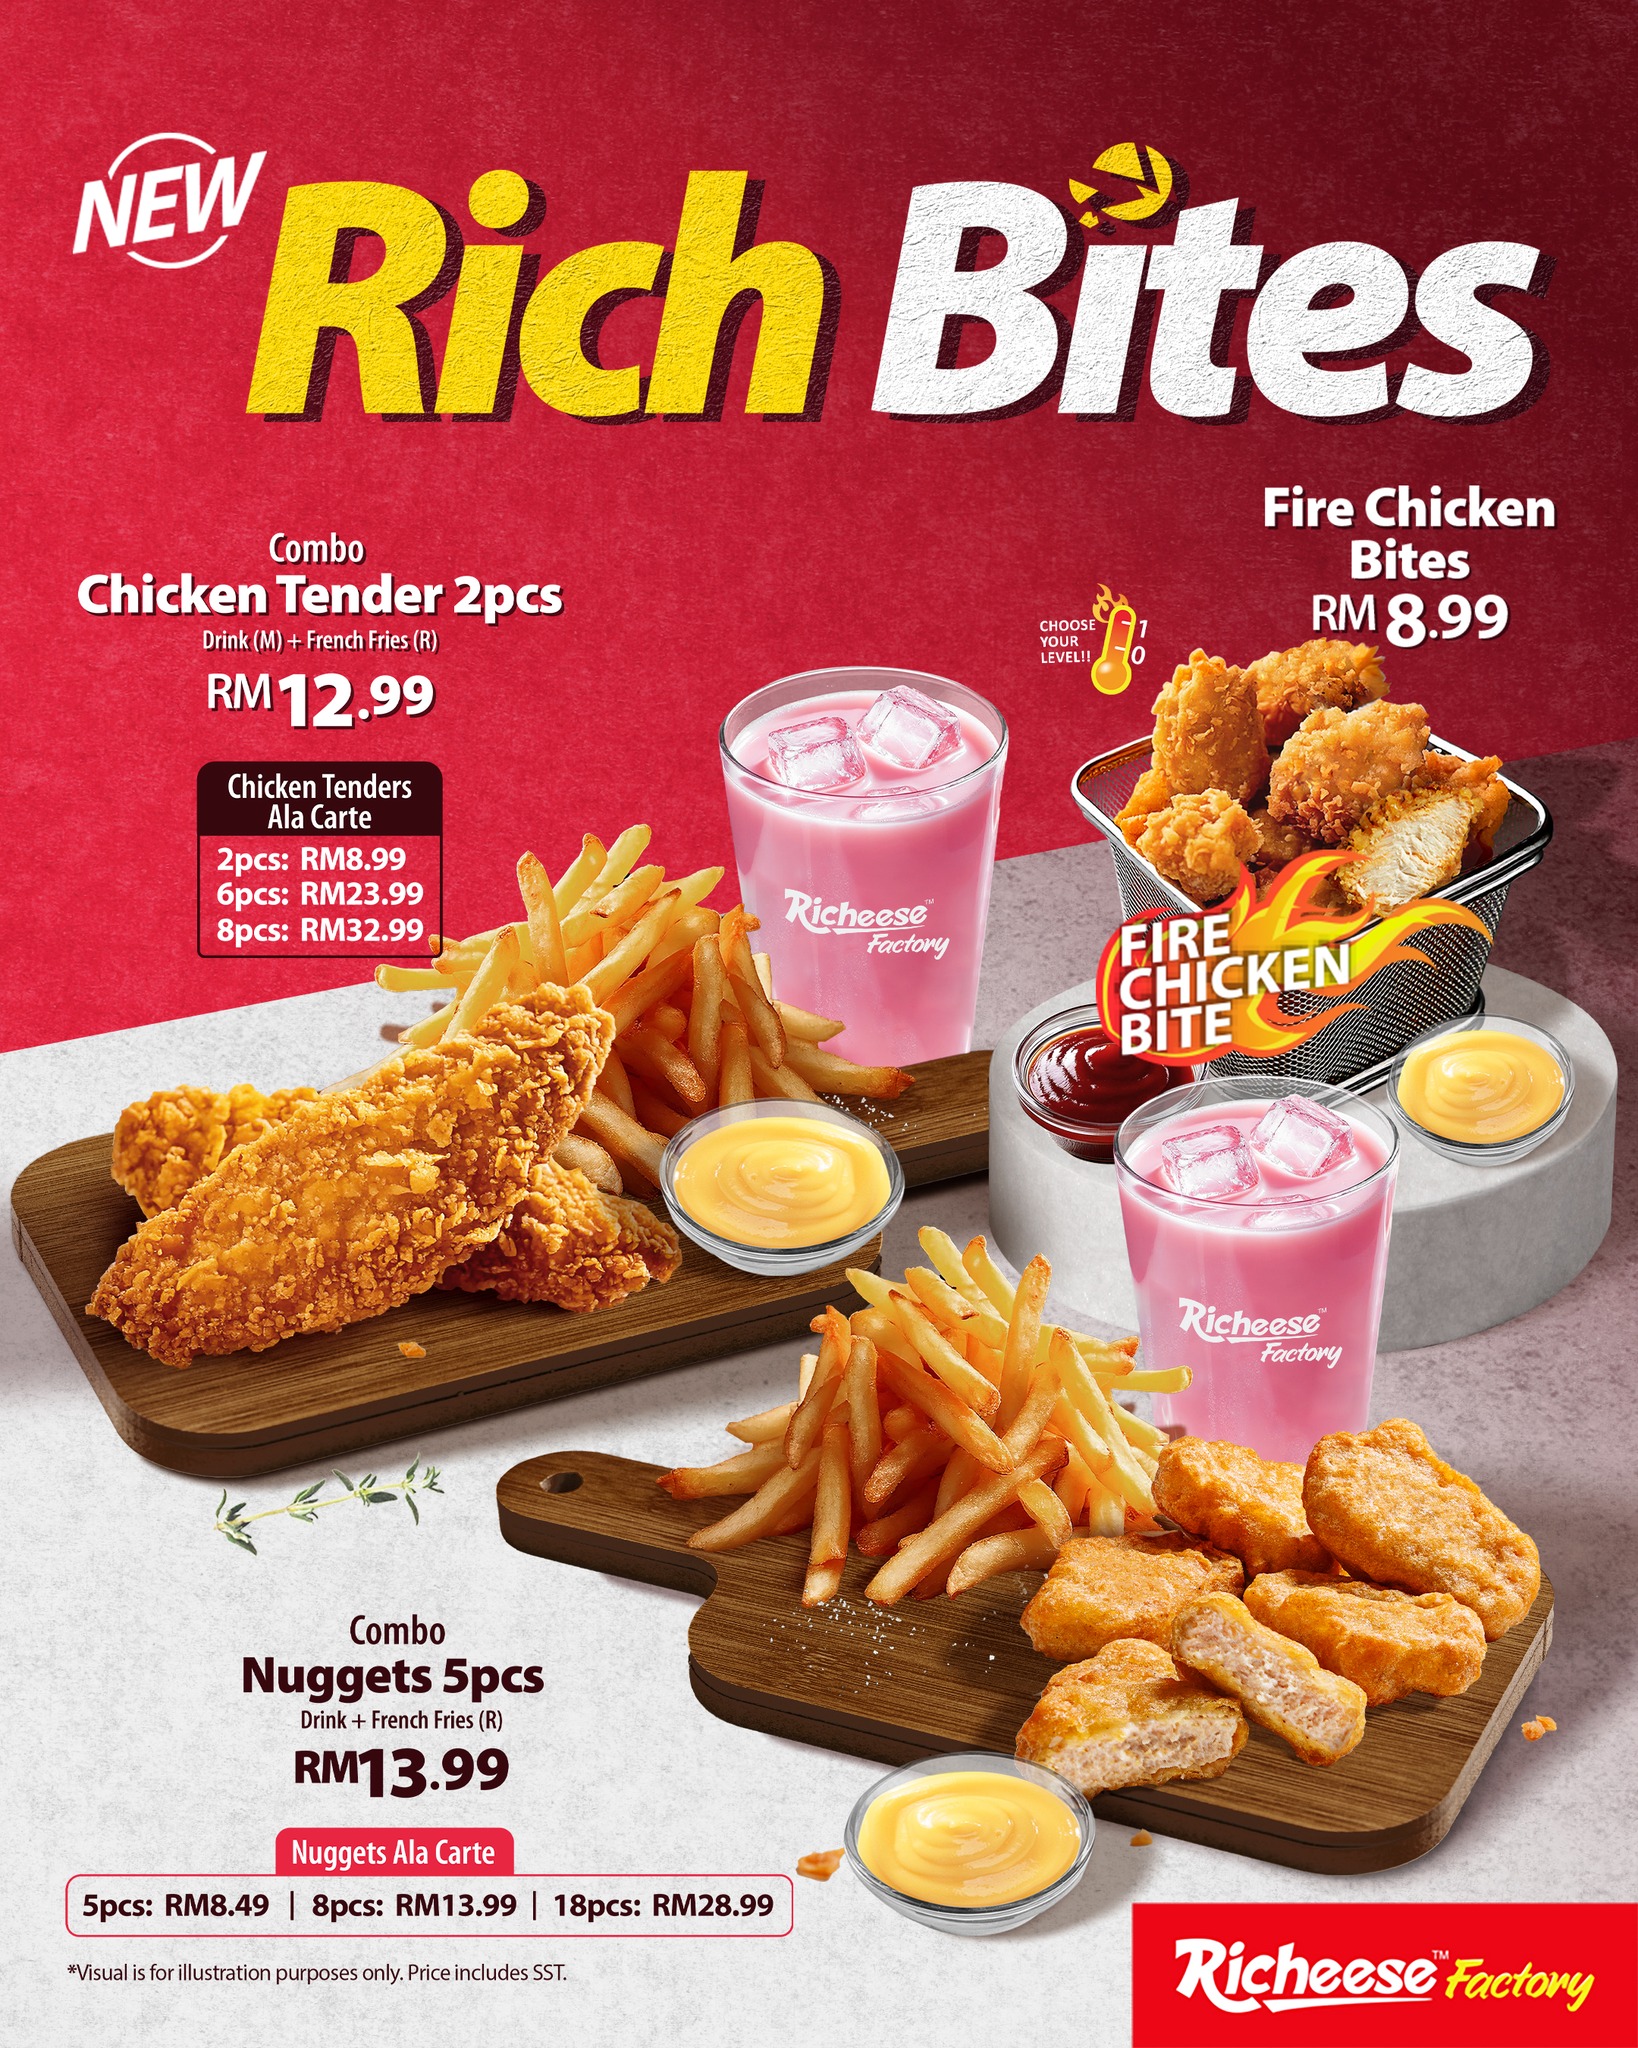 NEW
Rich Bites
Combo
Chicken Tender 2pcs
Drink (M) + French Fries (R)
RM 12.99
Chicken Tenders
Ala Carte
2pcs: RM8.99
6pcs: RM23.99
8pcs: RM32.99
Fire Chicken
Bites
RM 8.99
CHOOSE
YOUR
LEVEL!!
1
0
Richeese™
Factory
FIRE
CHICKEN
BITE
Richeese™
Factory
Combo
Nuggets 5pcs
Drink + French Fries (R)
RM13.99
Nuggets Ala Carte
5pcs: RM8.49 | 8pcs: RM13.99 | 18pcs: RM28.99
*Visual is for illustration purposes only. Price includes SST.
Richeese™ Factory